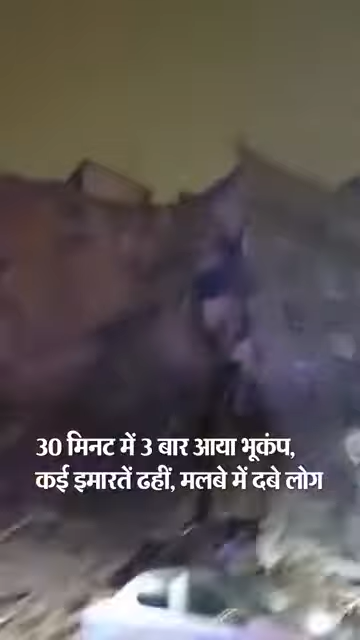 30 मिनट में 3 बार आया भूकंप,
कई इमारतें ढहीं, मलबे में दबे लोग